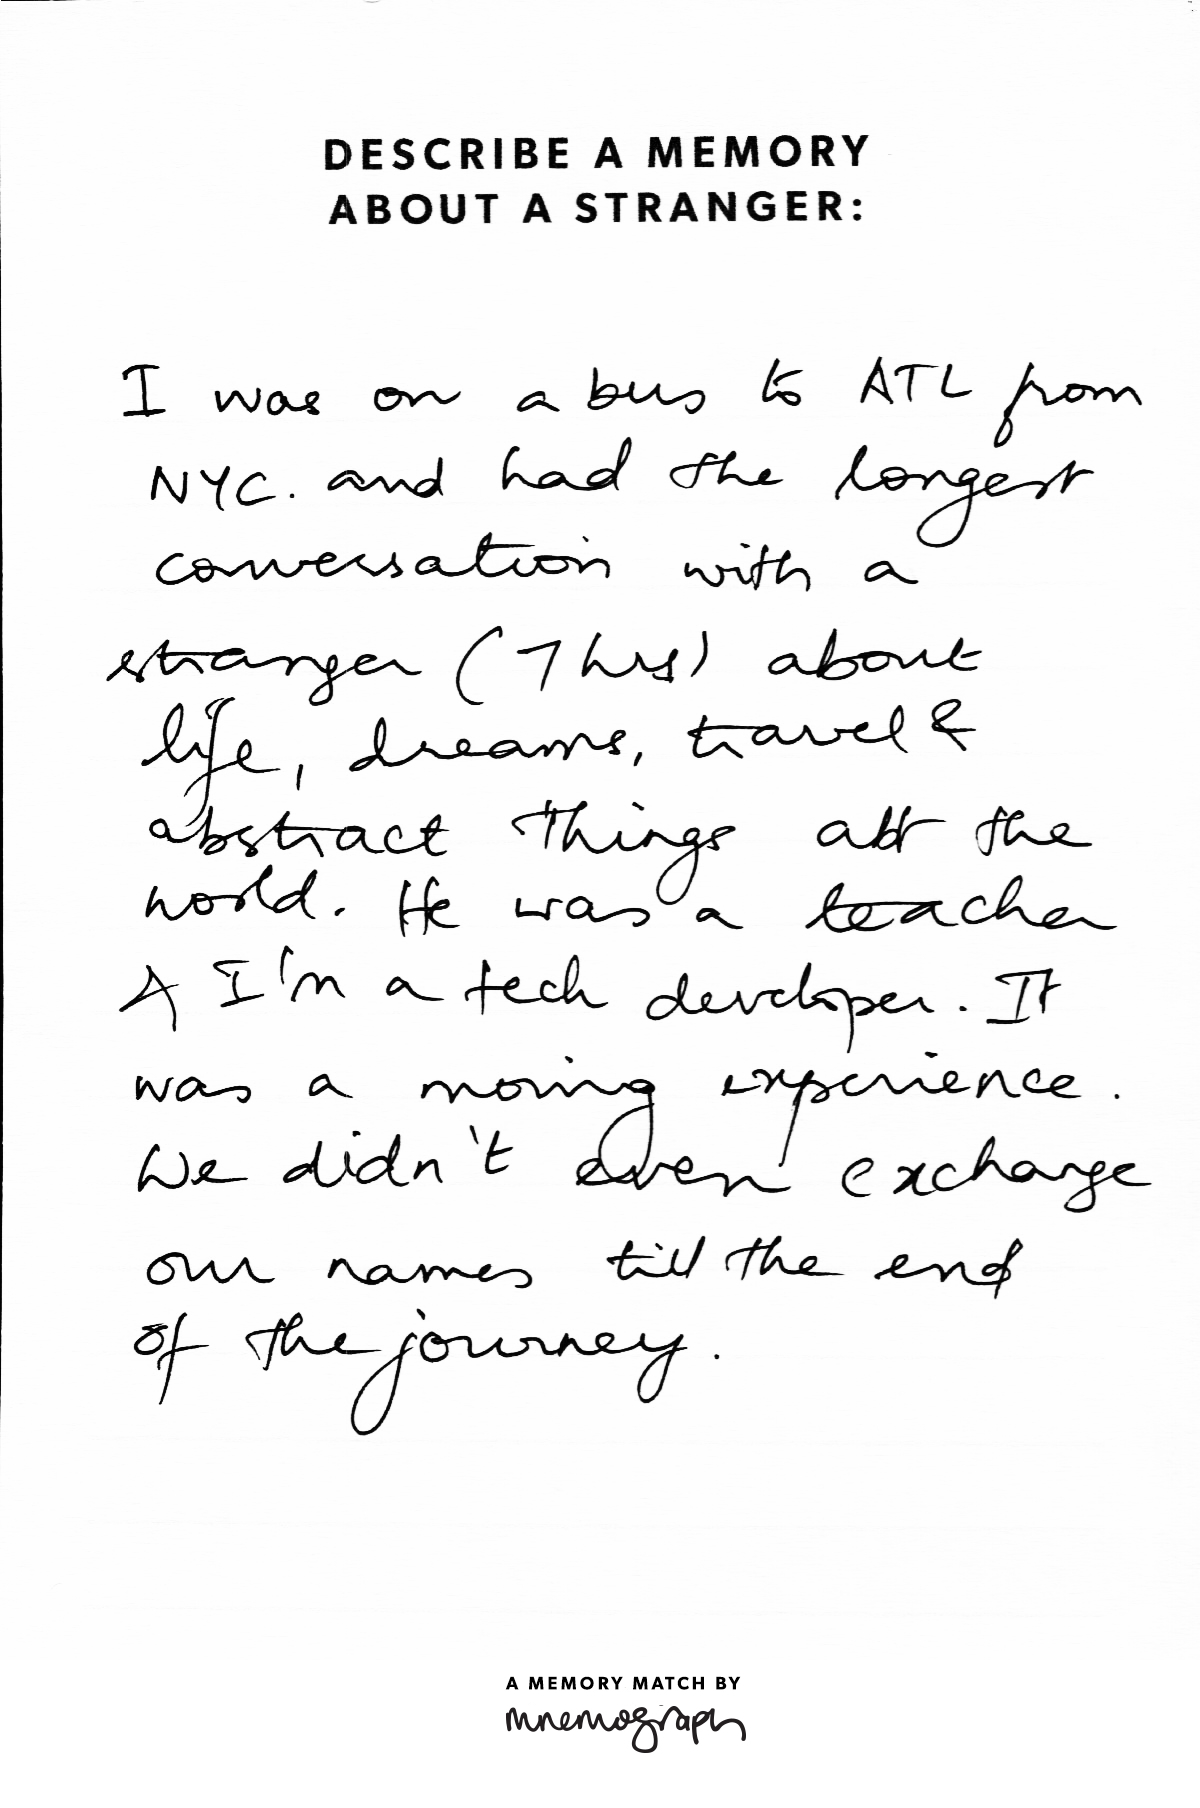 DESCRIBE A MEMORY
ABOUT A STRANGER:
I was on a bus to ATL from
NYC. and had the longest
conversation with a
stranger (7 hrs) about
life, dreams, travel &
abstract things abt the
world. He was a teacher
& I'm a tech developer. It
was a moving experience.
We didn't even exchange
our names till the end
of the journey.
A MEMORY MATCH BY
mnemograph